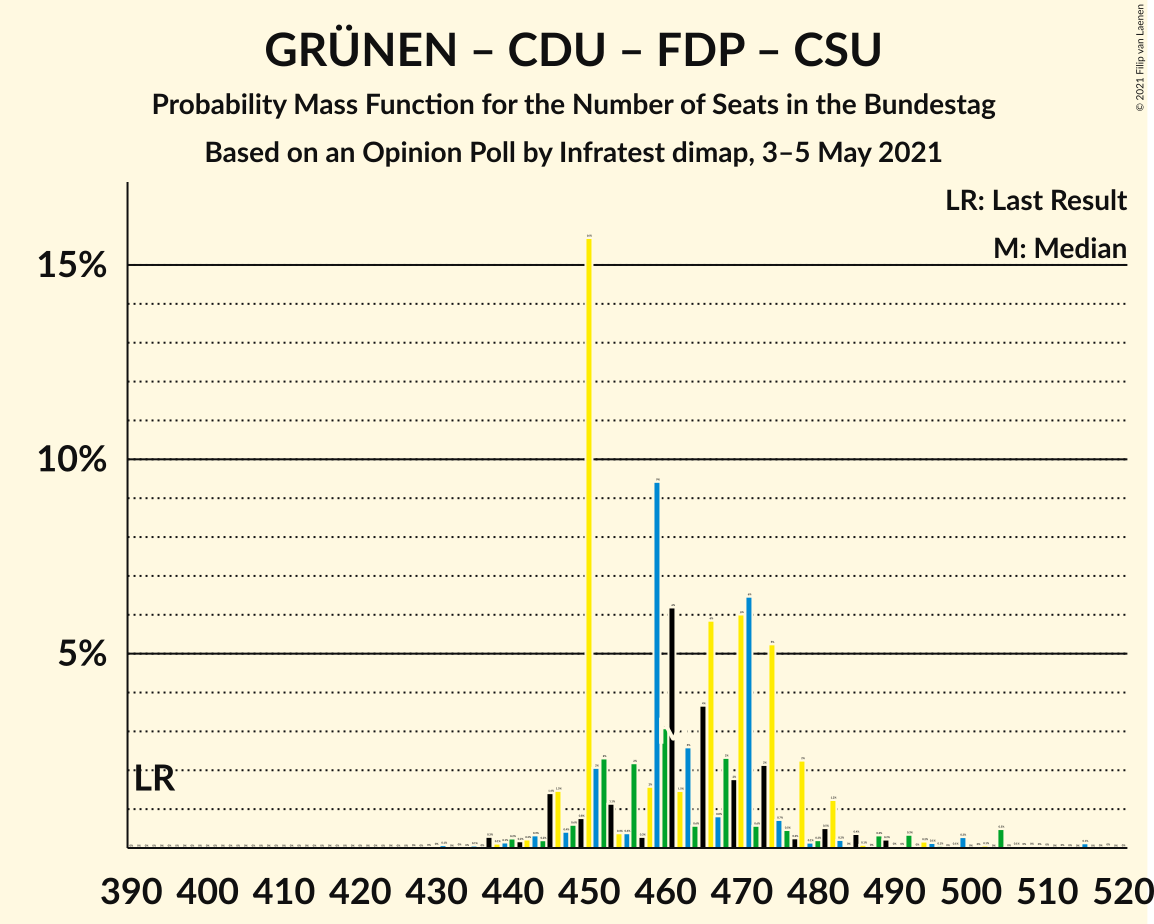 GRÜNEN – CDU – FDP – CSU
Probability Mass Function for the Number of Seats in the Bundestag
Based on an Opinion Poll by Infratest dimap, 3–5 May 2021
© 2021 Filip van Laenen
LR: Last Result
M: Median
15%
10%
5%
LR
390 400 410 420 430 440 450 460 470 480 490 500 510 520